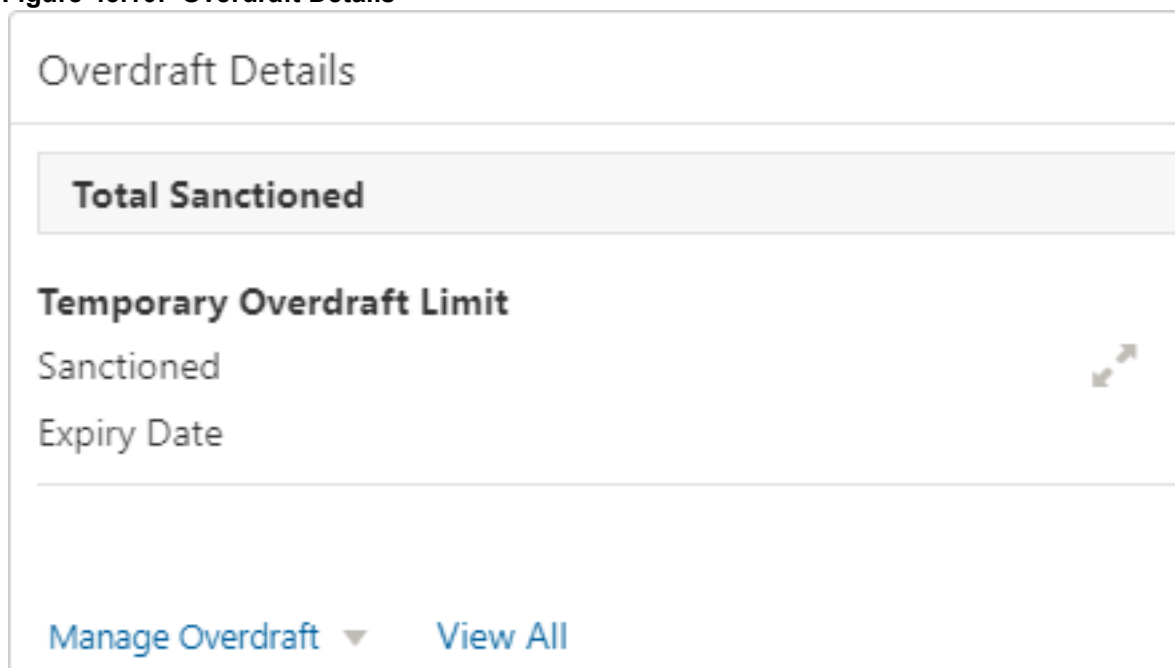 Overdraft Details
Total Sanctioned
Temporary Overdraft Limit
Sanctioned
Expiry Date
Manage Overdraft View All